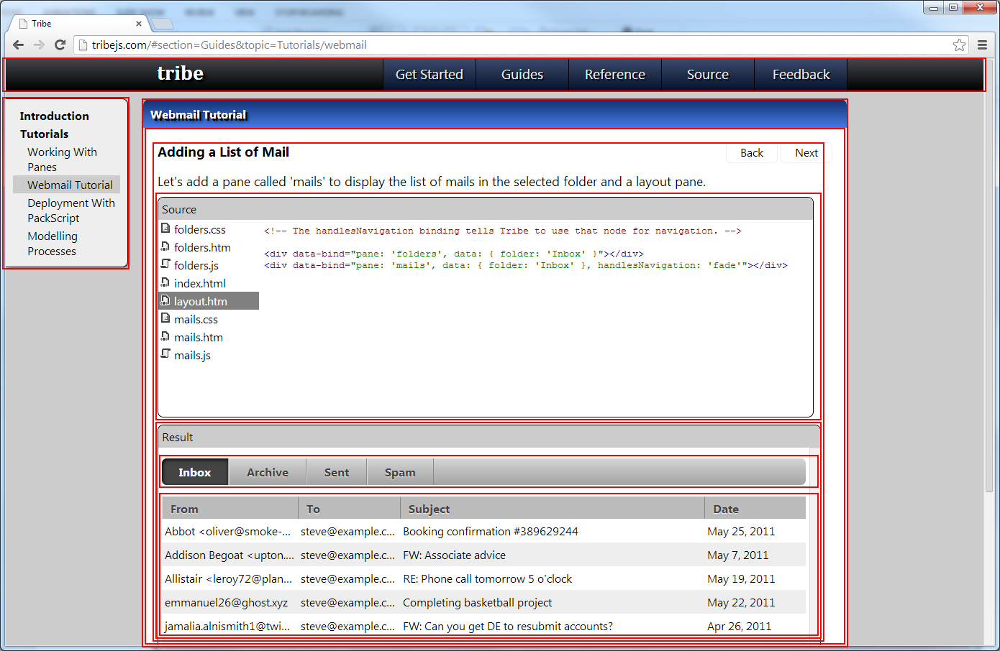 REVIEW
VIEW
STORYBOARDING
Tribe
tribejs.com/#section=Guides&topic=Tutorials/webmail
tribe
Get Started
Guides
Reference
Source
Feedback
Introduction
Tutorials
Working With
Panes
Webmail Tutorial
Deployment With
PackScript
Modelling
Processes
Webmail Tutorial
Adding a List of Mail
Back
Next
Let's add a pane called 'mails' to display the list of mails in the selected folder and a layout pane.
Source
folders.css
folders.htm
folders.js
index.html
layout.htm
mails.css
mails.htm
mails.js
<!-- The handlesNavigation binding tells Tribe to use that node for navigation. -->
<div data-bind="pane: 'folders', data: { folder: 'Inbox' }"></div>
<div data-bind="pane: 'mails', data: { folder: 'Inbox' }, handlesNavigation: 'fade'"></div>
Result
Inbox
Archive
Sent
Spam
From To Subject Date
Abbot <oliver@smoke-... steve@example.c... Booking confirmation #389629244 May 25, 2011
Addison Begoat <upton.... steve@example.c... FW: Associate advice May 7, 2011
Allistair <leroy72@plan... steve@example.c... RE: Phone call tomorrow 5 o'clock May 19, 2011
emmanuel26@ghost.xyz steve@example.c... Completing basketball project May 22, 2011
jamalia.alnismith1@twi... steve@example.c... FW: Can you get DE to resubmit accounts? Apr 26, 2011